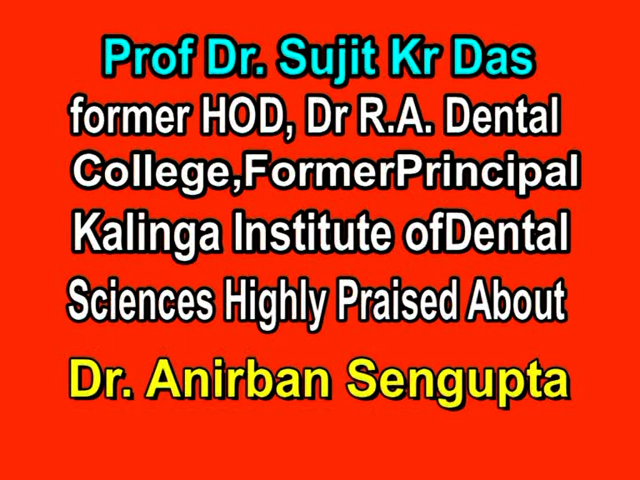 Prof Dr. Sujit Kr Das
former HOD, Dr R.A. Dental
College,FormerPrincipal
Kalinga Institute ofDental
Sciences Highly Praised About
Dr. Anirban Sengupta